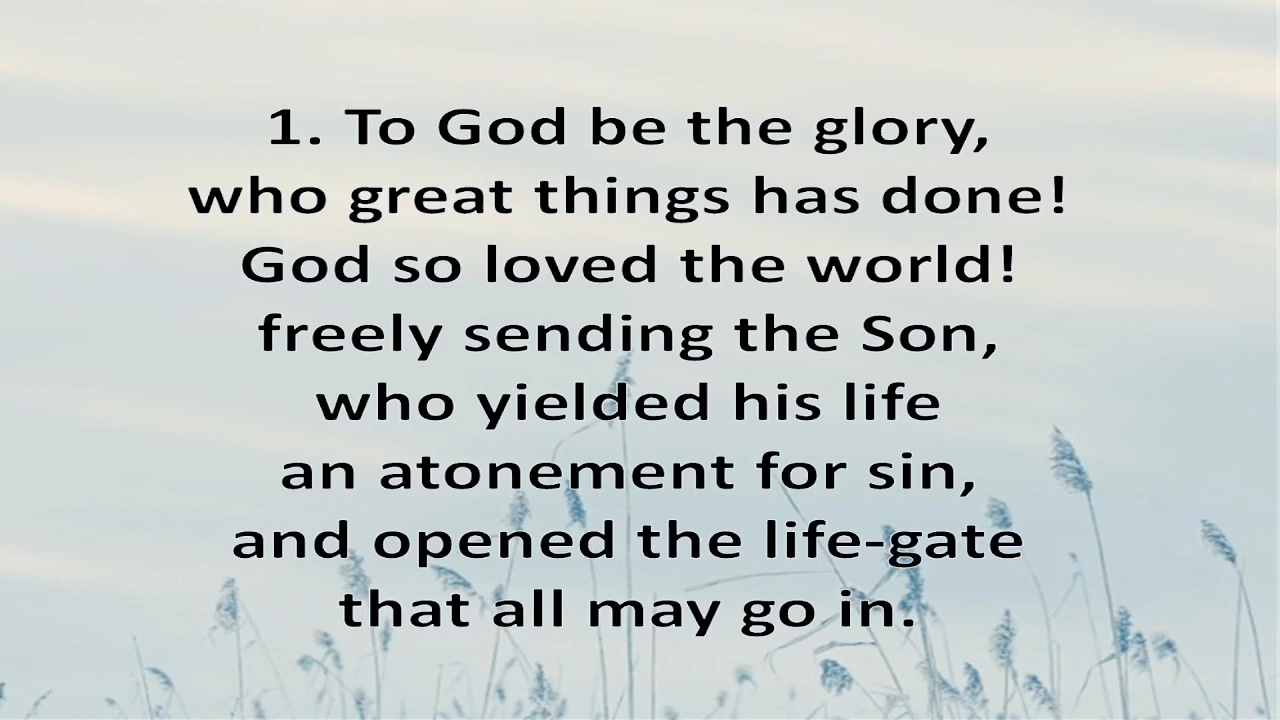 1. To God be the glory,
who great things has done!
God so loved the world!
freely sending the Son,
who yielded his life
an atonement for sin,
and opened the life-gate
that all may go in.